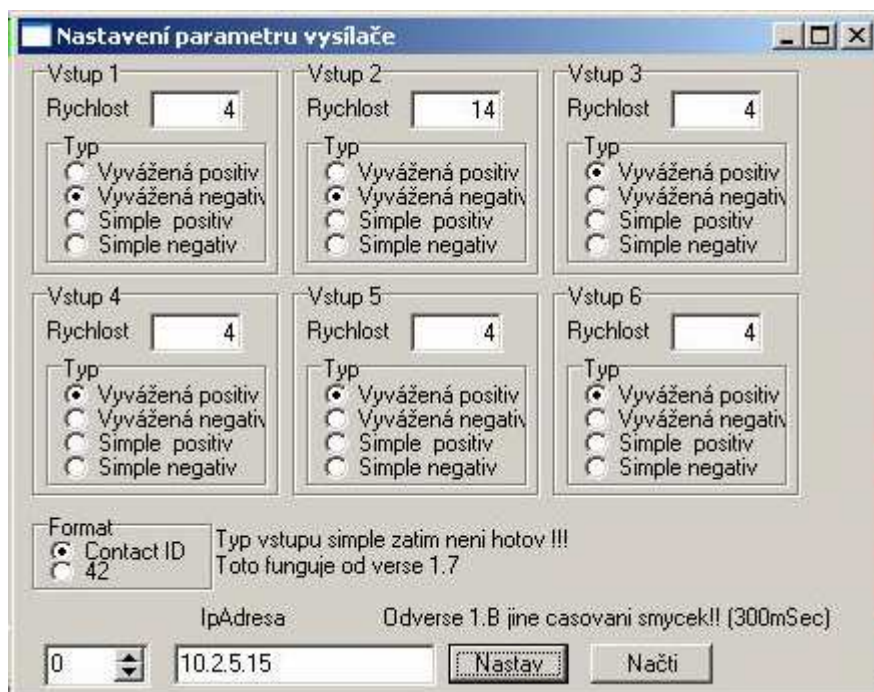 Nastavení parametru vysílače
Vstup 1
Rychlost 4
Typ
Vyvážená positiv
Vyvážená negativ
Simple positiv
Simple negativ
Vstup 2
Rychlost 14
Typ
Vyvážená positiv
Vyvážená negativ
Simple positiv
Simple negativ
Vstup 3
Rychlost 4
Typ
Vyvážená positiv
Vyvážená negativ
Simple positiv
Simple negativ
Vstup 4
Rychlost 4
Typ
Vyvážená positiv
Vyvážená negativ
Simple positiv
Simple negativ
Vstup 5
Rychlost 4
Typ
Vyvážená positiv
Vyvážená negativ
Simple positiv
Simple negativ
Vstup 6
Rychlost 4
Typ
Vyvážená positiv
Vyvážená negativ
Simple positiv
Simple negativ
Format
Contact ID
42
Typ vstupu simple zatim neni hotov !!!
Toto funguje od verse 1.7
IpAdresa
Odverse 1.B jine casovani smycek!! (300mSec)
0
10.2.5.15
Nastav
Načti